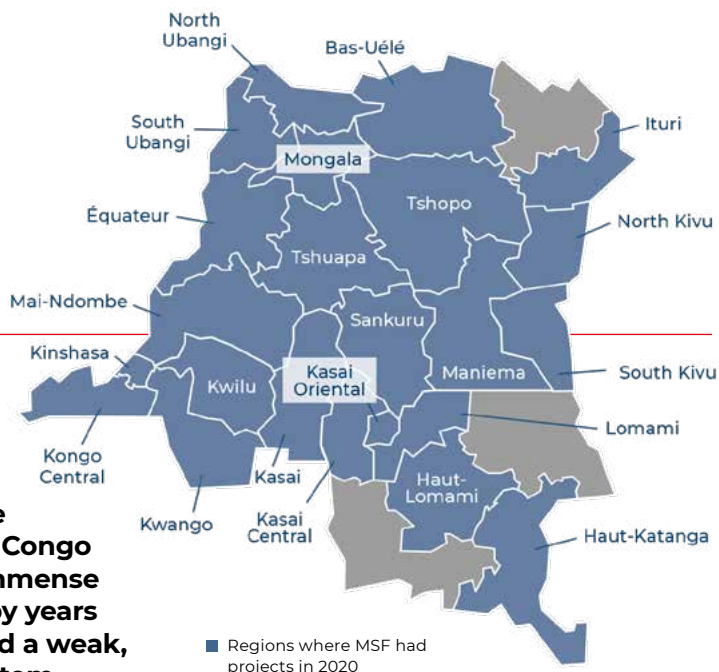 North
Ubangi
Bas-Uélé
South
Ubangi
Ituri
Mongala
Équateur
Tshopo
North Kivu
Tshuapa
Mai-Ndombe
Sankuru
Kinshasa
Kasai
Oriental
Kwilu
Maniema
South Kivu
Lomami
Kongo
Central
Kasai
Haut-
Lomami
Kwango
Kasai
Central
Haut-Katanga
Congo
by years
d a weak,
Regions where MSF had
projects in 2020